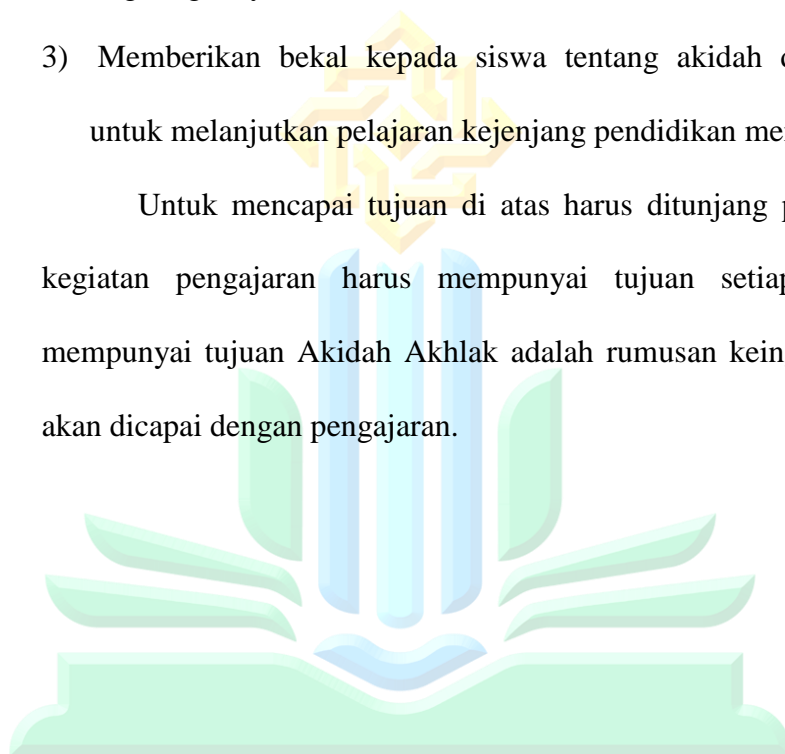 3) Memberikan bekal kepada siswa tentang akidah
untuk melanjutkan pelajaran kejenjang pendidikan
Untuk mencapai tujuan di atas harus ditunjang
kegiatan pengajaran harus mempunyai tujuan
mempunyai tujuan Akidah Akhlak adalah rumusan
akan dicapai dengan pengajaran.